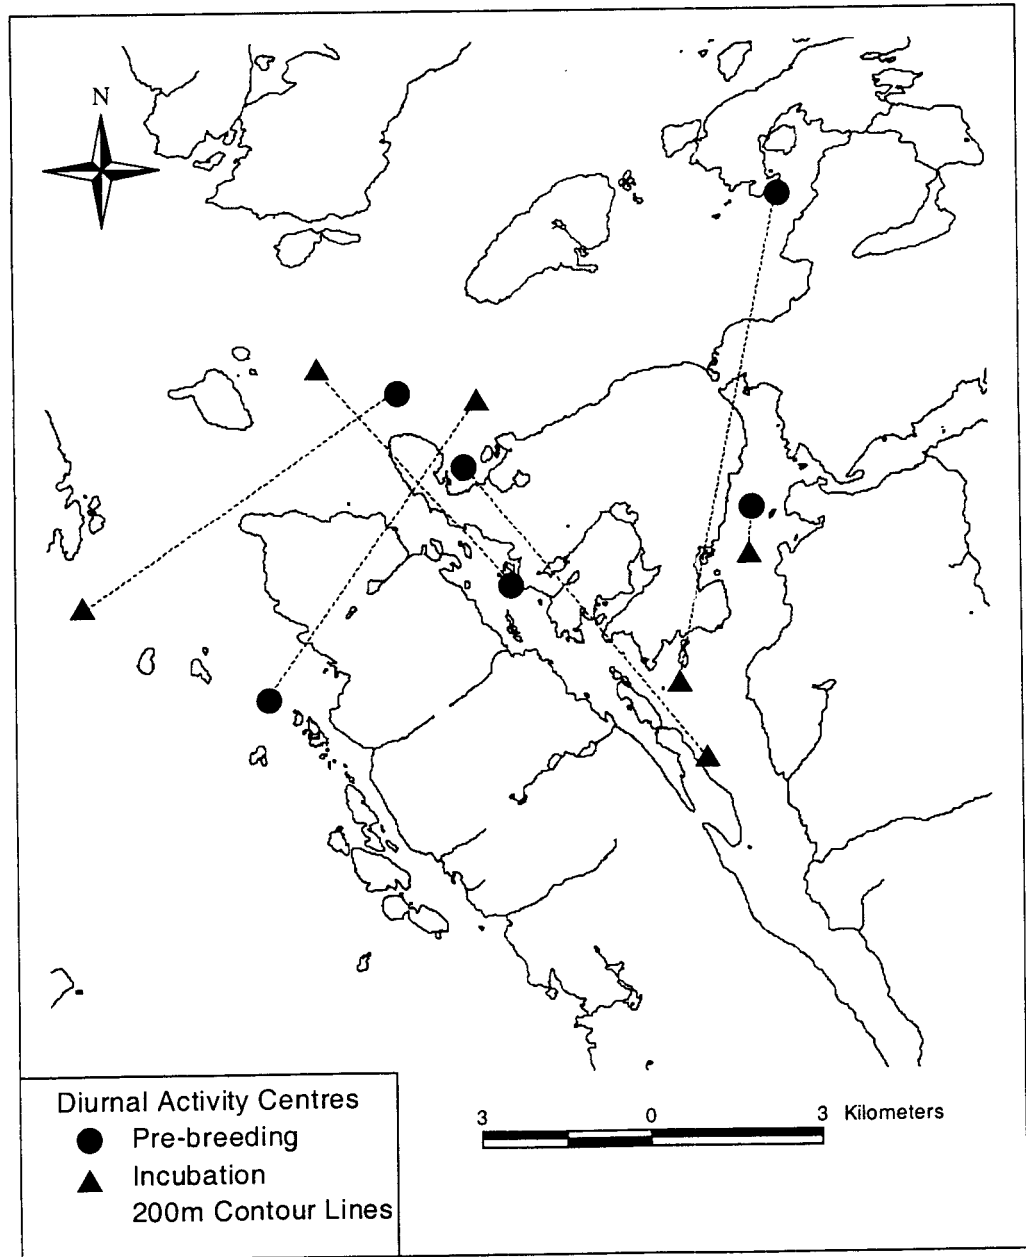 N
Diurnal Activity Centres
Pre-breeding
Incubation
200m Contour Lines
3 0 3 Kilometers